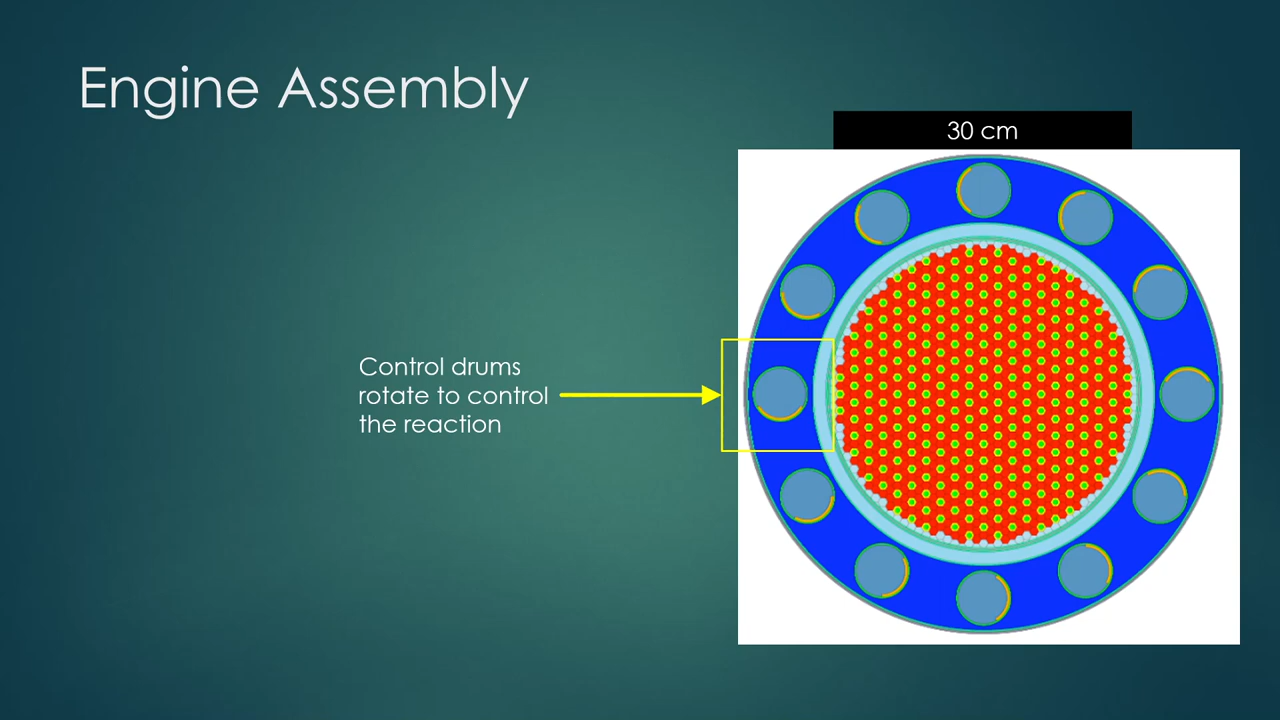 Engine Assembly
30 cm
Control drums
rotate to control
the reaction